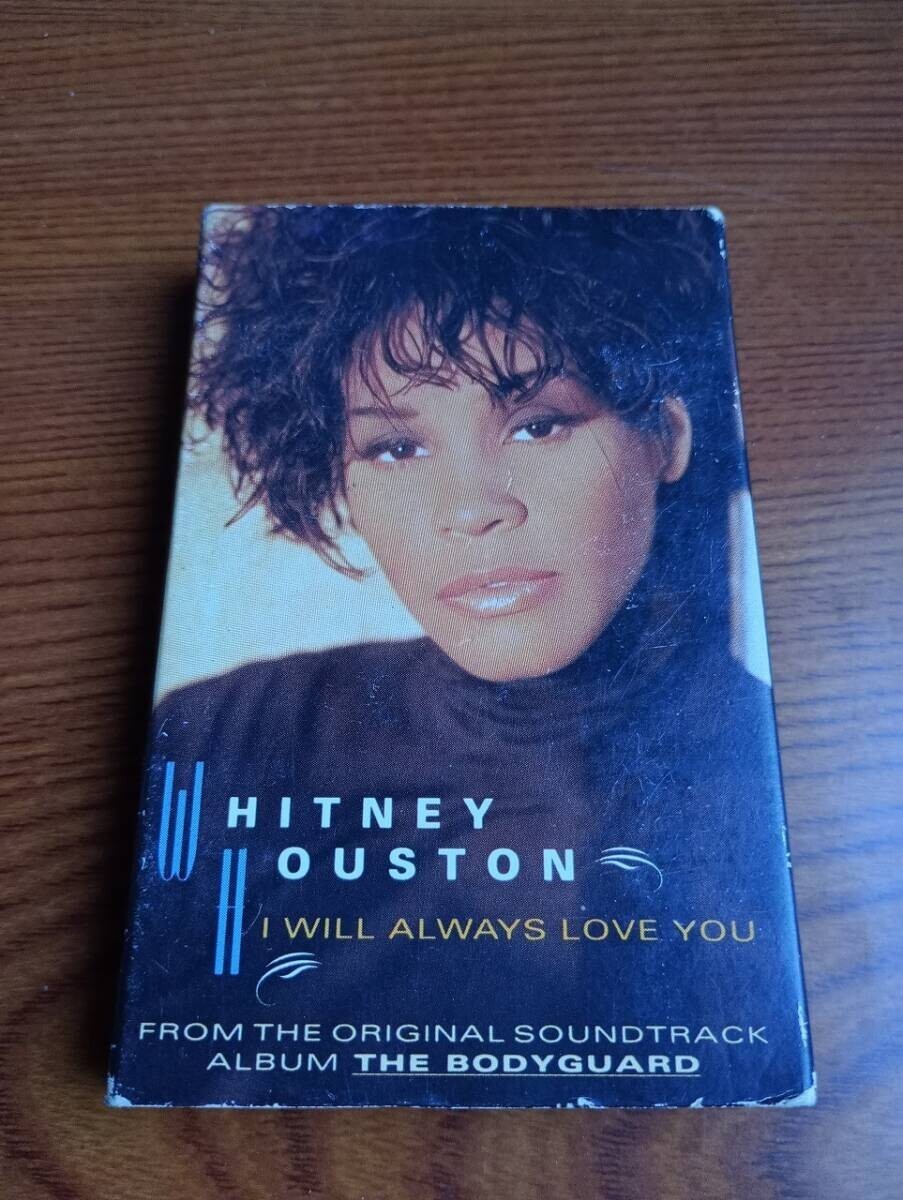 WHITNEY
HOUSTON
I WILL ALWAYS LOVE YOU
FROM THE ORIGINAL SOUNDTRACK
ALBUM THE BODYGUARD